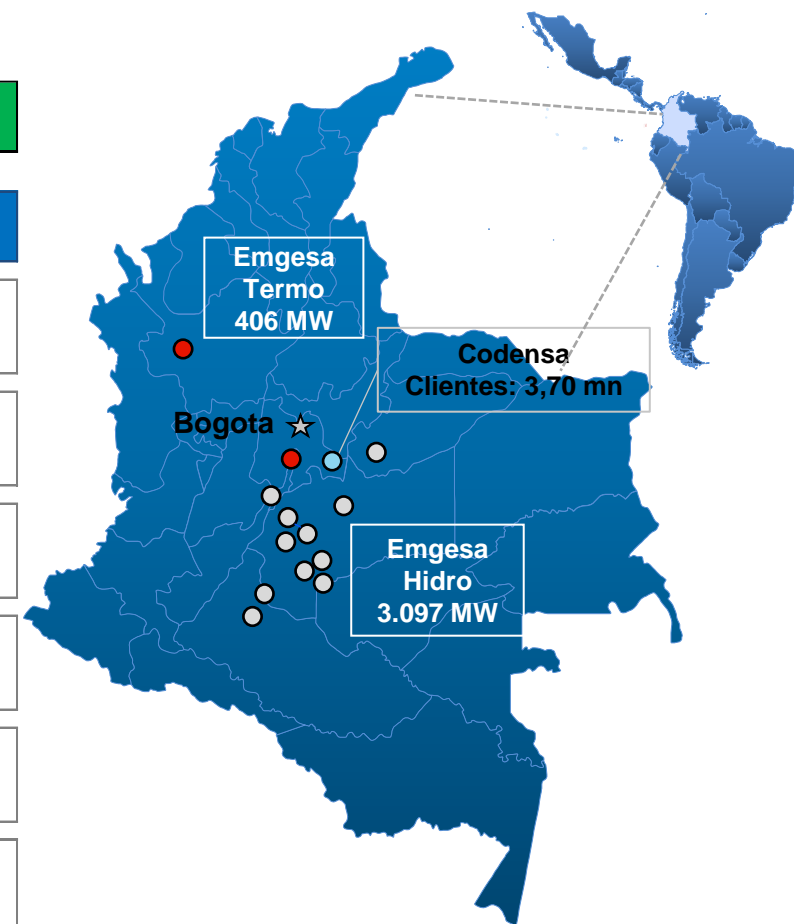 Emgesa
Termo
406 MW
Codensa
Clientes: 3,70 mn
Bogota
Emgesa
Hidro
3.097 MW